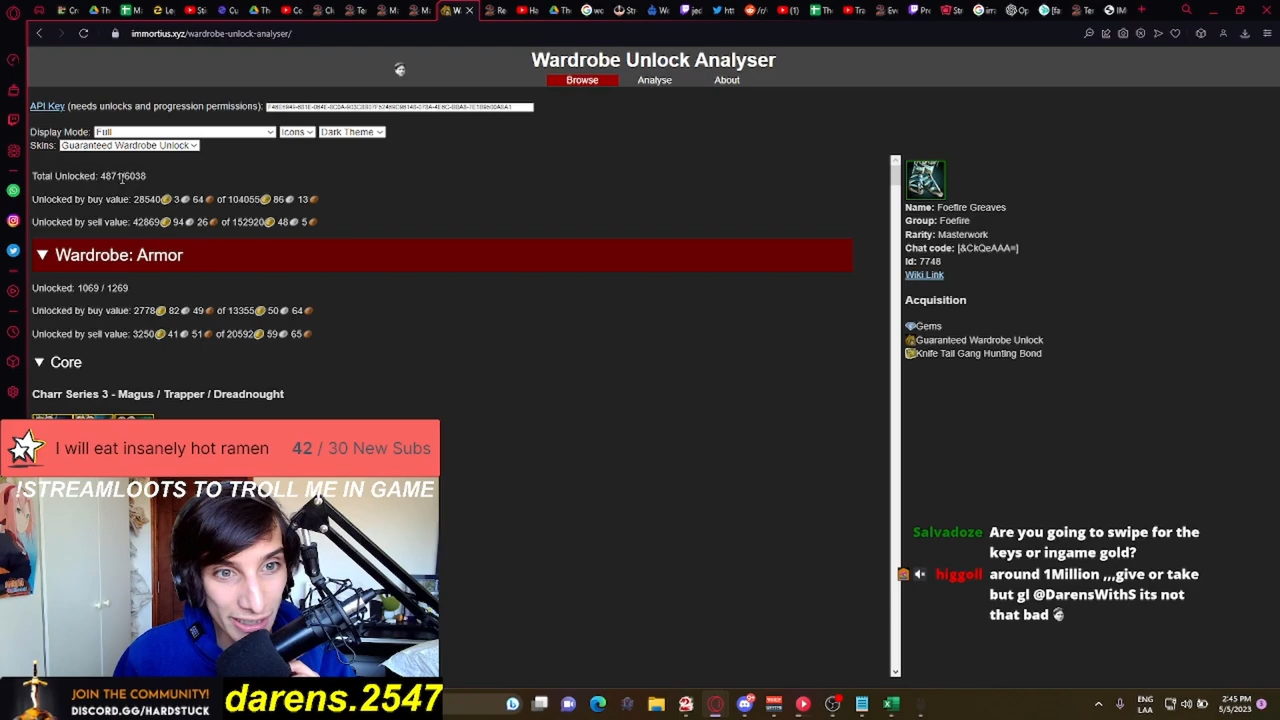 immortius.xyz/wardrobe-unlock-analyser/
Wardrobe Unlock Analyser
Browse
Analyse
About
API Key (needs unlocks and progression permissions):
Display Mode: Full
Icons
Dark Theme
Skins: Guaranteed Wardrobe Unlock
Total Unlocked: 4871/6038
Unlocked by buy value: 28540 3 64 of 104055 86 13
Unlocked by sell value: 42869 94 26 of 152920 48 5
▼ Wardrobe: Armor
Unlocked: 1069 / 1269
Unlocked by buy value: 2778 82 49 of 13355 50 64
Unlocked by sell value: 3250 41 51 of 20592 59 65
▼ Core
Charr Series 3 - Magus / Trapper / Dreadnought
Name: Foefire Greaves
Group: Foefire
Rarity: Masterwork
Chat code: [&CkQeAAA=]
Id: 7748
Wiki Link
Acquisition
Gems
Guaranteed Wardrobe Unlock
Knife Tail Gang Hunting Bond
I will eat insanely hot ramen 42 / 30 New Subs
!STREAMLOOTS TO TROLL ME IN GAME
Salvadoze Are you going to swipe for the
keys or ingame gold?
higgoll around 1Million ,,,give or take
but gl @DarensWithS its not
that bad
JOIN THE COMMUNITY!
DISCORD.GG/HARDSTUCK
darens.2547
ENG
LAA
2:45 PM
5/5/2023